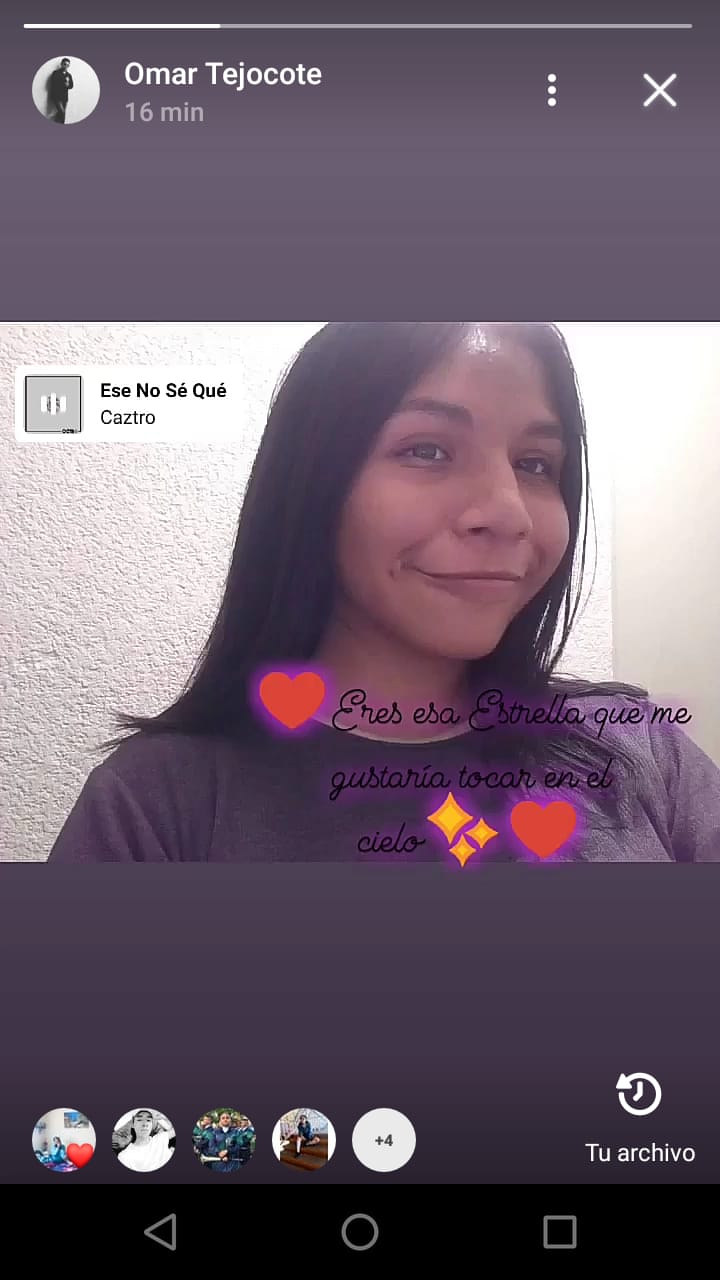 Omar Tejocote
16 min
Ese No Sé Qué
Caztro
Eres esa Estrella que me
gustaría tocar en el
cielo
+4
Tu archivo